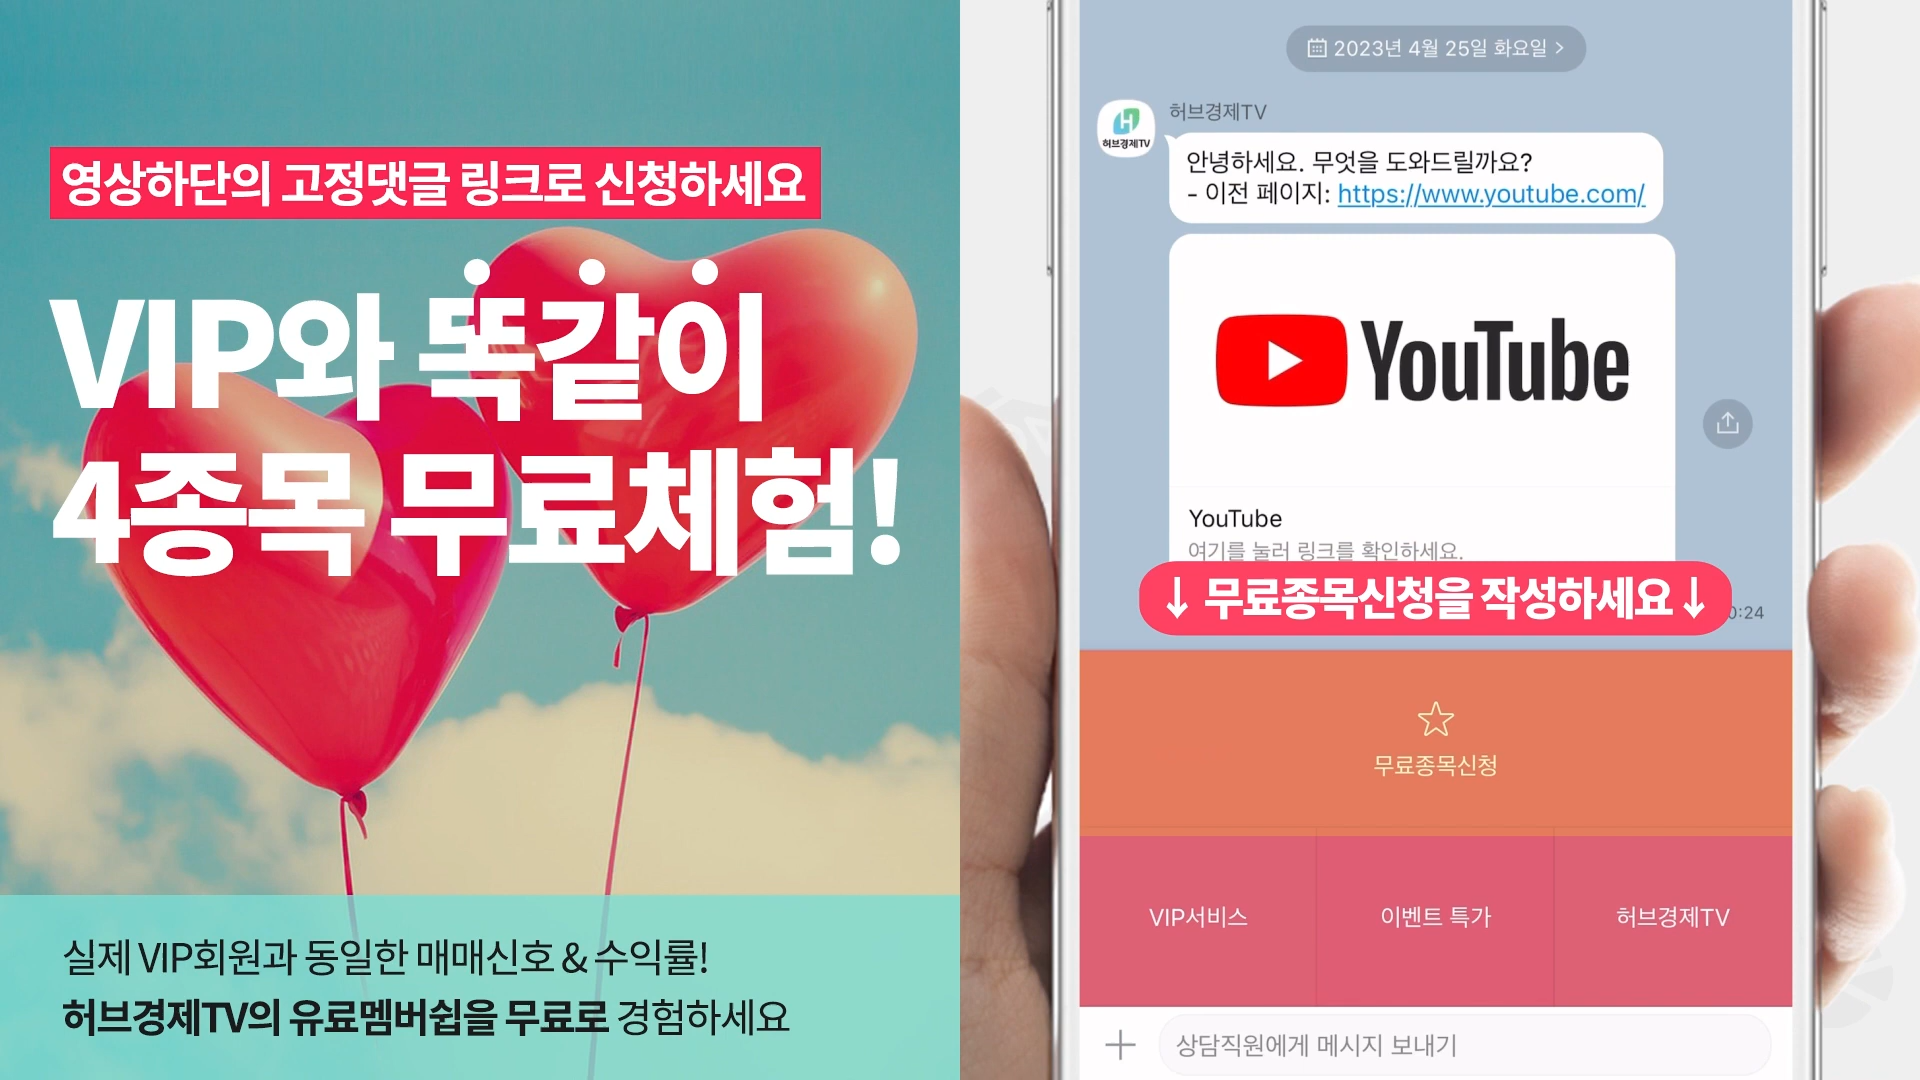 영상하단의 고정댓글 링크로 신청하세요
VIP와 똑같이
4종목 무료체험!
실제 VIP회원과 동일한 매매신호 & 수익률!
허브경제TV의 유료멤버쉽을 무료로 경험하세요
2023년 4월 25일 화요일 >
허브경제TV
허브경제TV
안녕하세요. 무엇을 도와드릴까요?
- 이전 페이지: https://www.youtube.com/
YouTube
YouTube
여기를 눌러 링크를 확인하세요.
↓ 무료종목신청을 작성하세요 ↓
0:24
무료종목신청
VIP서비스
이벤트 특가
허브경제TV
상담직원에게 메시지 보내기